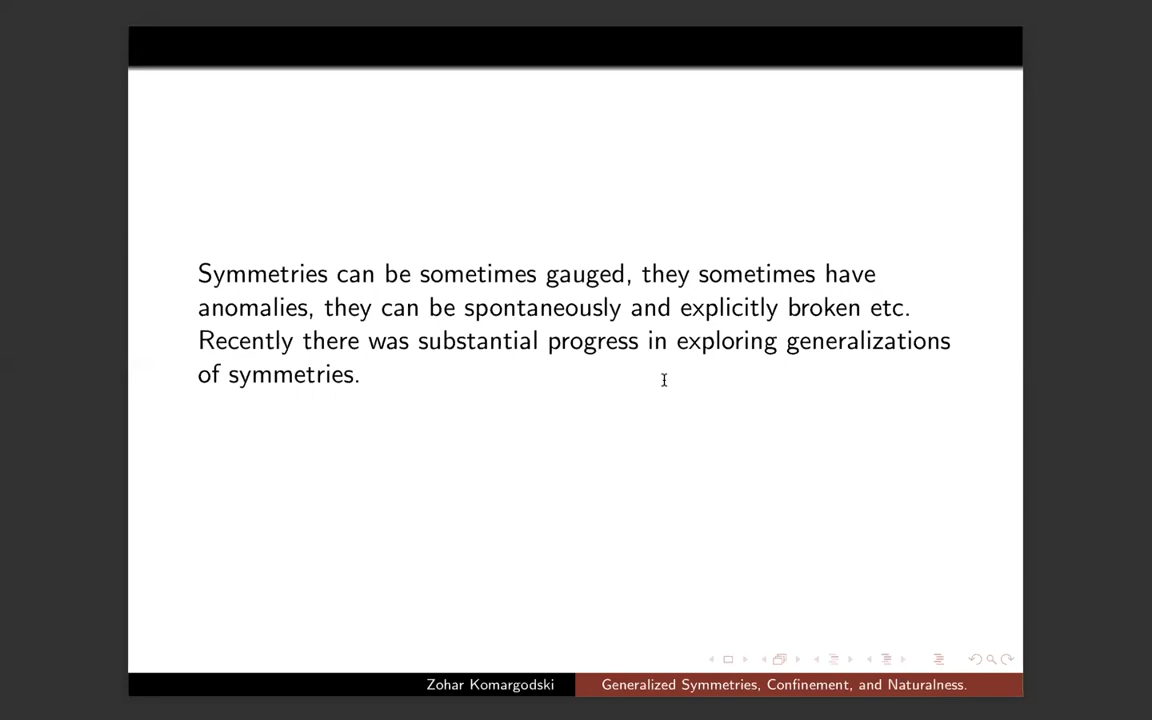 Symmetries can be sometimes gauged, they sometimes have
anomalies, they can be spontaneously and explicitly broken etc.
Recently there was substantial progress in exploring generalizations
of symmetries.
Zohar Komargodski
Generalized Symmetries, Confinement, and Naturalness.